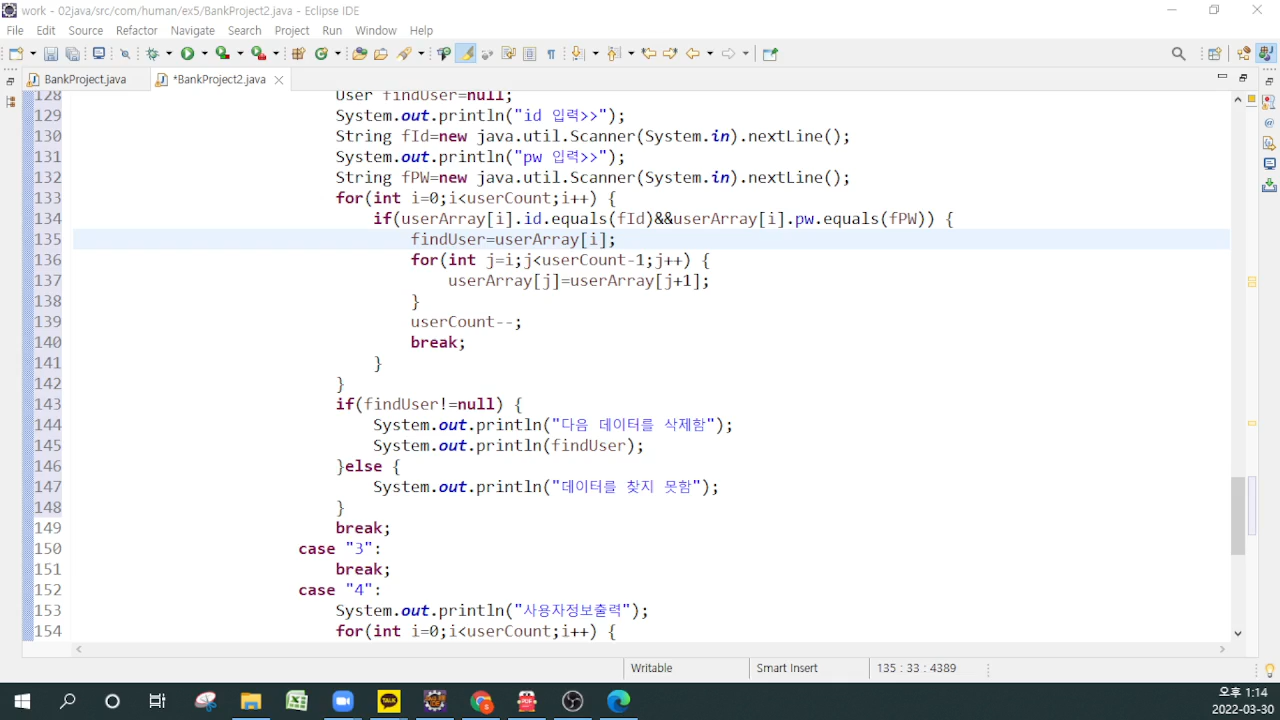 work - 02java/src/com/human/ex5/BankProject2.java - Eclipse IDE
File Edit Source Refactor Navigate Search Project Run Window Help
BankProject.java *BankProject2.java
128 User findUser=null;
129 System.out.println("id 입력>>");
130 String fId=new java.util.Scanner(System.in).nextLine();
131 System.out.println("pw 입력>>");
132 String fPW=new java.util.Scanner(System.in).nextLine();
133 for(int i=0;i<userCount;i++) {
134 if(userArray[i].id.equals(fId)&&userArray[i].pw.equals(fPW)) {
135 findUser=userArray[i];
136 for(int j=i;j<userCount-1;j++) {
137 userArray[j]=userArray[j+1];
138 }
139 userCount--;
140 break;
141 }
142 }
143 if(findUser!=null) {
144 System.out.println("다음 데이터를 삭제함");
145 System.out.println(findUser);
146 }else {
147 System.out.println("데이터를 찾지 못함");
148 }
149 break;
150 case "3":
151 break;
152 case "4":
153 System.out.println("사용자정보출력");
154 for(int i=0;i<userCount;i++) {
Writable Smart Insert 135 : 33 : 4389
오후 1:14
2022-03-30